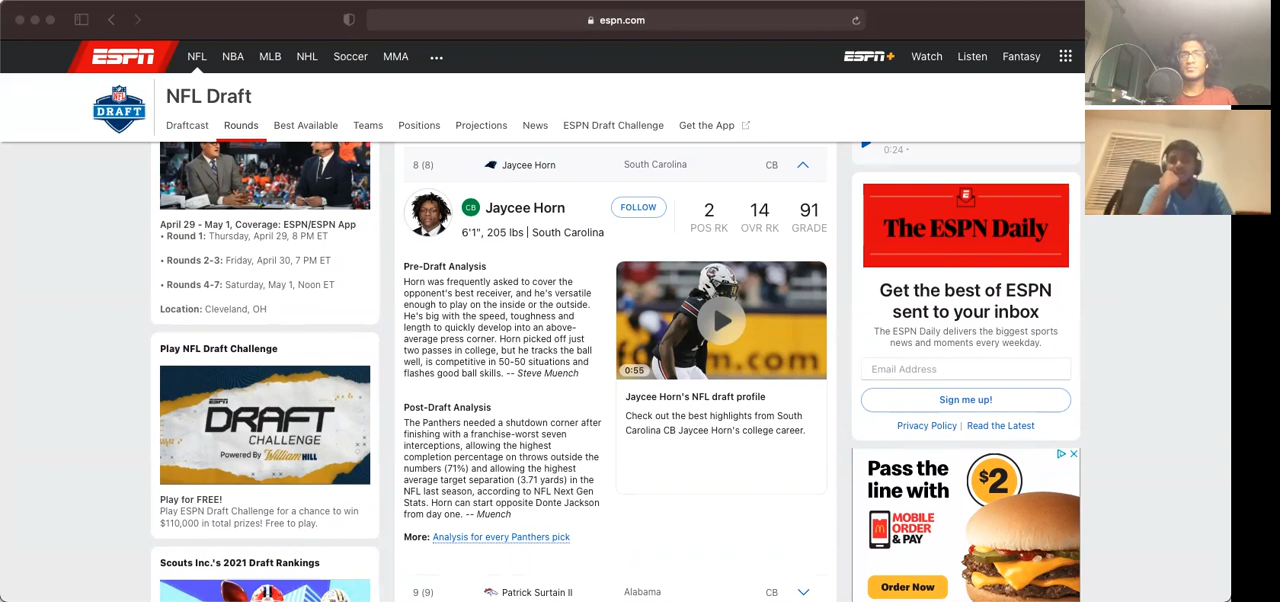 espn.com
ESPN
NFL
NBA
MLB
NHL
Soccer
MMA
•••
ESPN+
Watch
Listen
Fantasy
NFL
DRAFT
NFL Draft
Draftcast
Rounds
Best Available
Teams
Positions
Projections
News
ESPN Draft Challenge
Get the App
April 29 - May 1, Coverage: ESPN/ESPN App
• Round 1: Thursday, April 29, 8 PM ET
• Rounds 2-3: Friday, April 30, 7 PM ET
• Rounds 4-7: Saturday, May 1, Noon ET
Location: Cleveland, OH
Play NFL Draft Challenge
ESPN
DRAFT
CHALLENGE
Powered By William HILL
Play for FREE!
Play ESPN Draft Challenge for a chance to win
$110,000 in total prizes! Free to play.
Scouts Inc.'s 2021 Draft Rankings
8 (8)
Jaycee Horn
South Carolina
CB
CB
Jaycee Horn
FOLLOW
6'1", 205 lbs | South Carolina
2
POS RK
14
OVR RK
91
GRADE
Pre-Draft Analysis
Horn was frequently asked to cover the
opponent's best receiver, and he's versatile
enough to play on the inside or the outside.
He's big with the speed, toughness and
length to quickly develop into an above-
average press corner. Horn picked off just
two passes in college, but he tracks the ball
well, is competitive in 50-50 situations and
flashes good ball skills. -- Steve Muench
Post-Draft Analysis
The Panthers needed a shutdown corner after
finishing with a franchise-worst seven
interceptions, allowing the highest
completion percentage on throws outside the
numbers (71%) and allowing the highest
average target separation (3.71 yards) in the
NFL last season, according to NFL Next Gen
Stats. Horn can start opposite Donte Jackson
from day one. -- Muench
More: Analysis for every Panthers pick
.com
0:55
Jaycee Horn's NFL draft profile
Check out the best highlights from South
Carolina CB Jaycee Horn's college career.
9 (9)
Patrick Surtain II
Alabama
CB
0:24 •
The ESPN Daily
Get the best of ESPN
sent to your inbox
The ESPN Daily delivers the biggest sports
news and moments every weekday.
Email Address
Sign me up!
Privacy Policy | Read the Latest
Pass the
line with
$2
MOBILE
ORDER
& PAY
Order Now